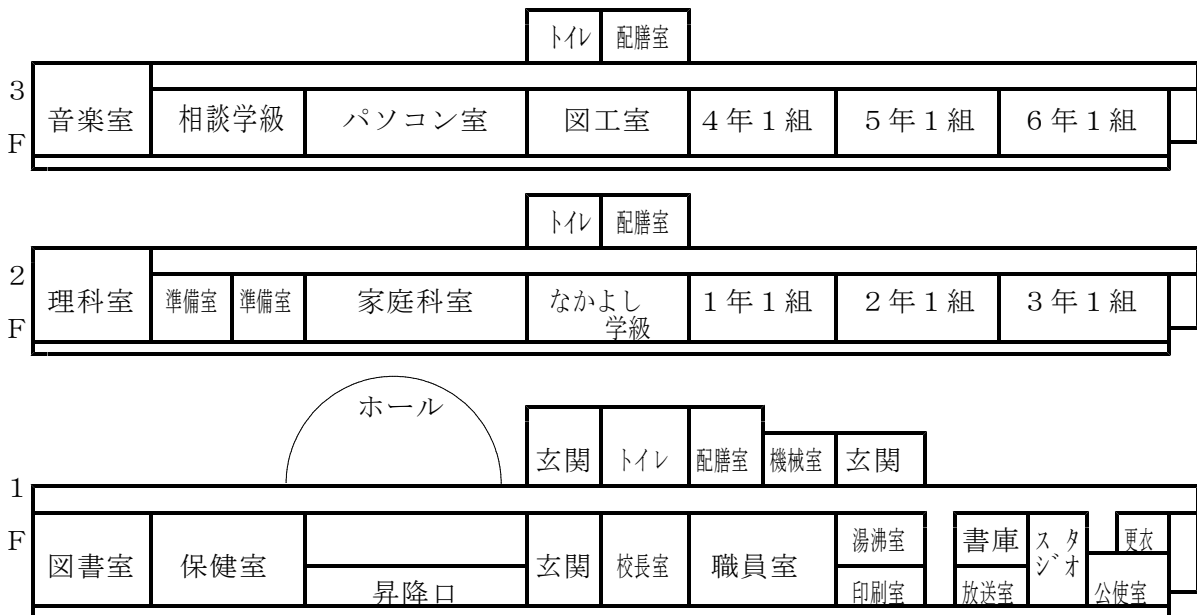 トイレ 配膳室
3F
音楽室 相談学級 パソコン室 図工室 4年1組 5年1組 6年1組
トイレ 配膳室
2F
理科室 準備室 準備室 家庭科室 なかよし学級 1年1組 2年1組 3年1組
ホール
玄関 トイレ 配膳室 機械室 玄関
1F
図書室 保健室 昇降口 玄関 校長室 職員室 湯沸室 印刷室 書庫 放送室 スタジオ 更衣 公使室